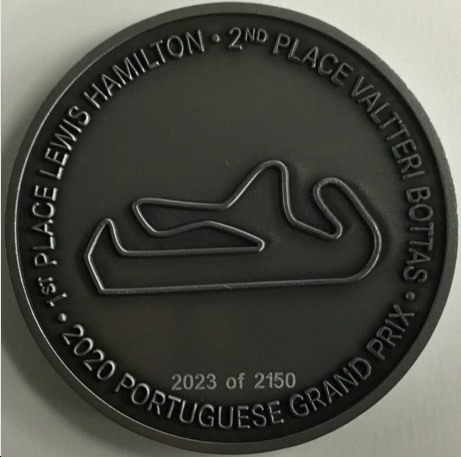 1st PLACE LEWIS HAMILTON • 2ND PLACE VALTTERI BOTTAS •
2020 PORTUGUESE GRAND PRIX •
2023 of 2150